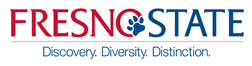 FRESNO STATE
Discovery. Diversity. Distinction.